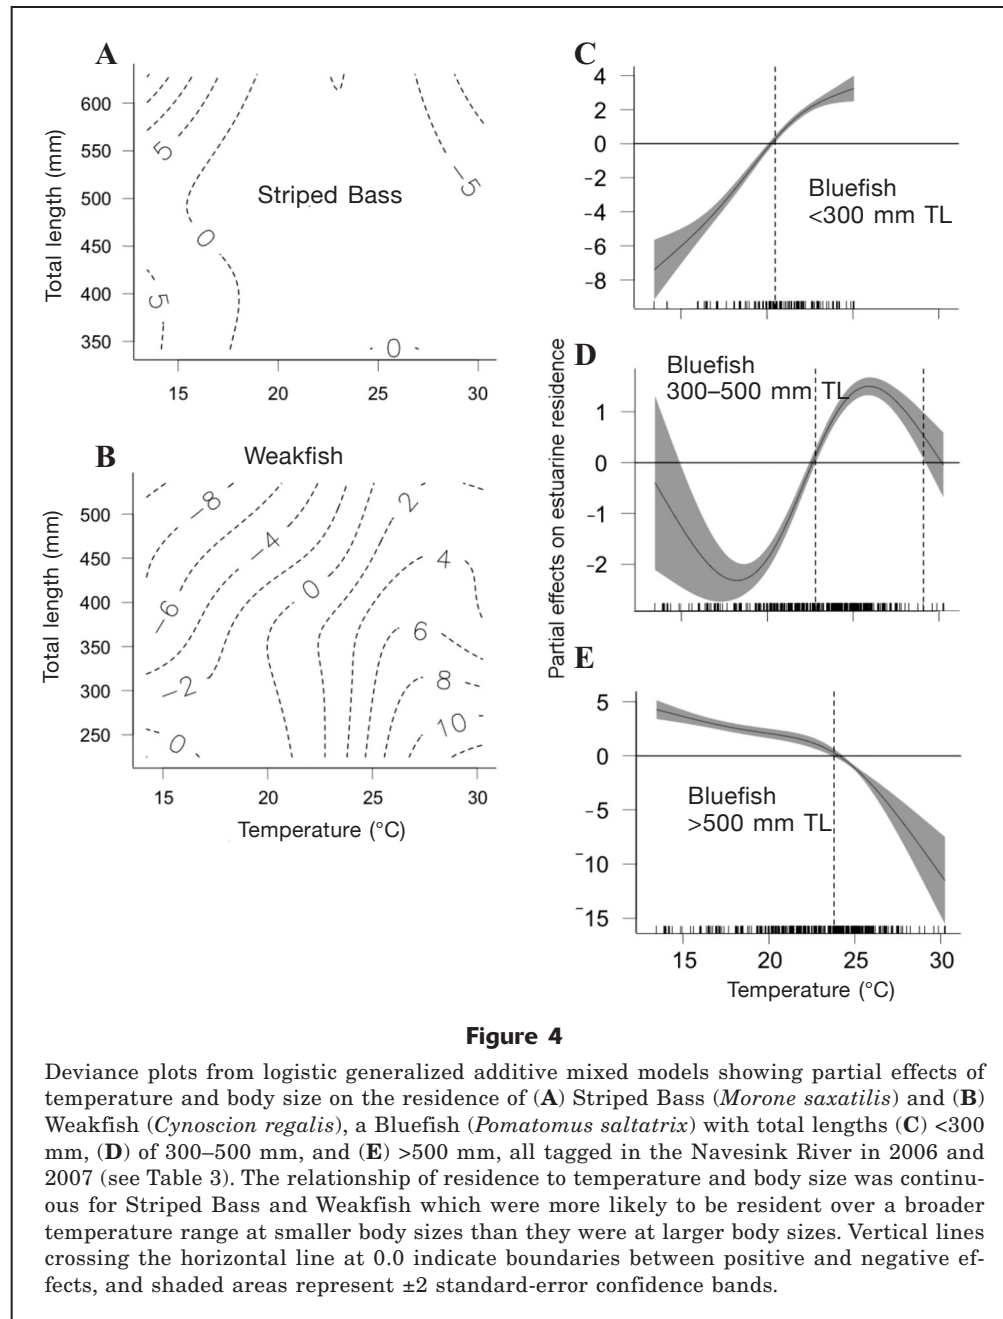 A
Total length (mm)
600
550
500
450
400
350
5
0
5
−5
0
Striped Bass
15 20 25 30
B
Weakfish
Total length (mm)
500
450
400
350
300
250
−8
−6
−4
−2
−2
0
0
2
4
6
8
10
15 20 25 30
Temperature (°C)
Partial effects on estuarine residence
C
4
2
0
-2
-4
-6
-8
Bluefish
<300 mm TL
D
Bluefish
300–500 mm TL
1
0
-1
-2
E
5
0
-5
-10
-15
Bluefish
>500 mm TL
15 20 25 30
Temperature (°C)
Figure 4
Deviance plots from logistic generalized additive mixed models showing partial effects of
temperature and body size on the residence of (A) Striped Bass (Morone saxatilis) and (B)
Weakfish (Cynoscion regalis), a Bluefish (Pomatomus saltatrix) with total lengths (C) <300
mm, (D) of 300–500 mm, and (E) >500 mm, all tagged in the Navesink River in 2006 and
2007 (see Table 3). The relationship of residence to temperature and body size was continu-
ous for Striped Bass and Weakfish which were more likely to be resident over a broader
temperature range at smaller body sizes than they were at larger body sizes. Vertical lines
crossing the horizontal line at 0.0 indicate boundaries between positive and negative ef-
fects, and shaded areas represent ±2 standard-error confidence bands.